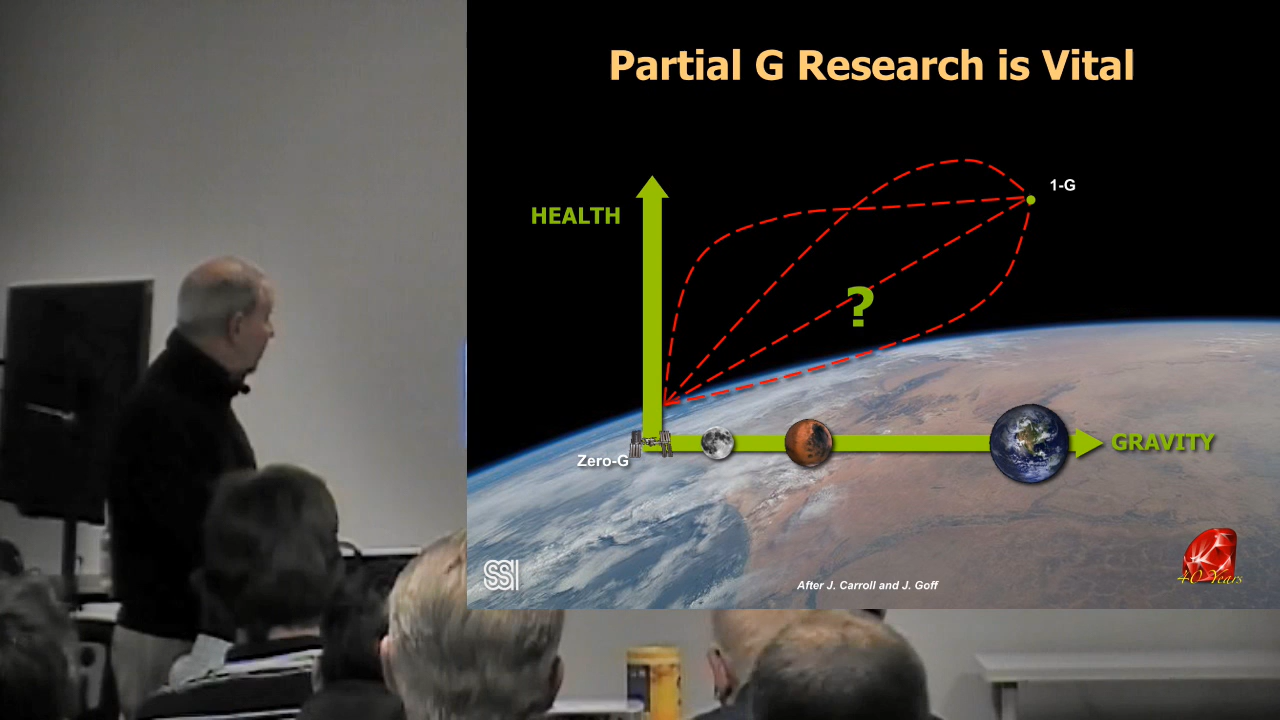 Partial G Research is Vital
1-G
HEALTH
?
GRAVITY
Zero-G
SSI
After J. Carroll and J. Goff
40 Years